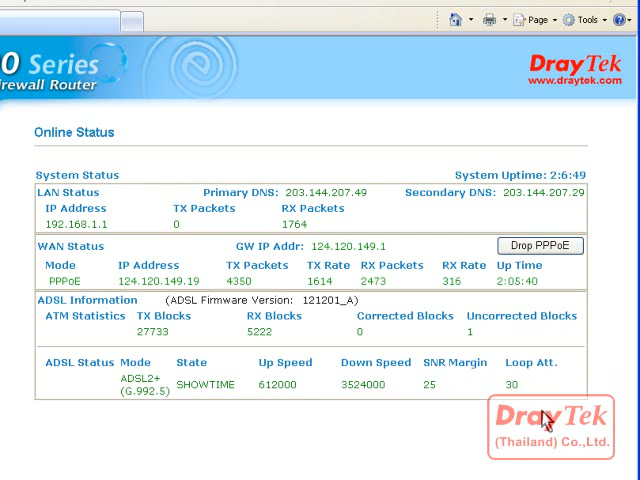 Page Tools
0 Series
DrayTek
irewall Router
www.draytek.com
Online Status
System Status System Uptime: 2:6:49
LAN Status Primary DNS: 203.144.207.49 Secondary DNS: 203.144.207.29
IP Address TX Packets RX Packets
192.168.1.1 0 1764
WAN Status GW IP Addr: 124.120.149.1 Drop PPPoE
Mode IP Address TX Packets TX Rate RX Packets RX Rate Up Time
PPPoE 124.120.149.19 4350 1614 2473 316 2:05:40
ADSL Information (ADSL Firmware Version: 121201_A)
ATM Statistics TX Blocks RX Blocks Corrected Blocks Uncorrected Blocks
27733 5222 0 1
ADSL Status Mode State Up Speed Down Speed SNR Margin Loop Att.
ADSL2+
(G.992.5) SHOWTIME 612000 3524000 25 30
DrayTek
(Thailand) Co.,Ltd.